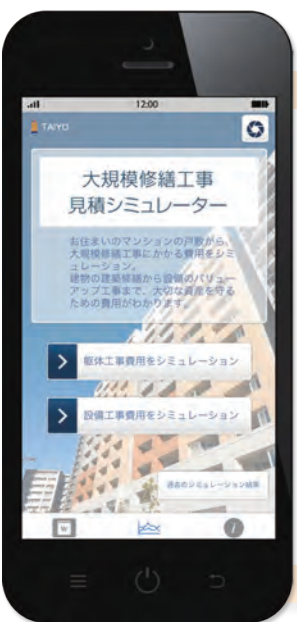 12:00
TAIYO
大規模修繕工事
見積シミュレーター
お住まいのマンションの戸数から、
大規模修繕工事にかかる費用をシミ
ュレーション。
建物の建築修繕から設備のバリュー
アップ工事まで、大切な資産を守る
ための費用がわかります。
躯体工事費用をシミュレーション
設備工事費用をシミュレーション
過去のシミュレーション結果
W
i